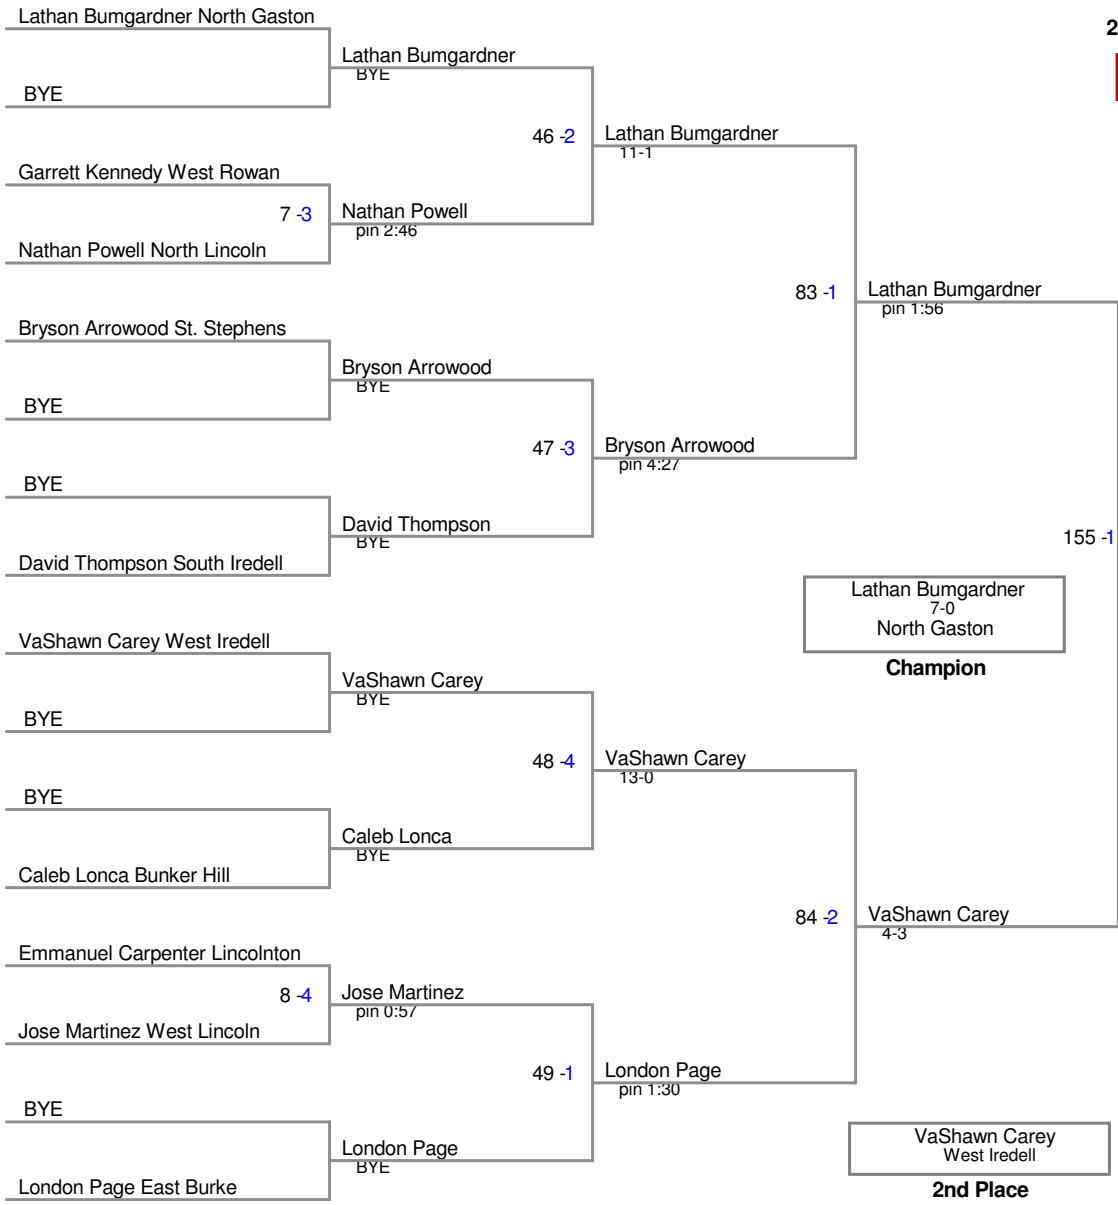 Lathan Bumgardner North Gaston
2
Lathan Bumgardner
BYE
BYE
46 -2
Lathan Bumgardner
11-1
Garrett Kennedy West Rowan
7 -3
Nathan Powell
pin 2:46
Nathan Powell North Lincoln
83 -1
Lathan Bumgardner
pin 1:56
Bryson Arrowood St. Stephens
Bryson Arrowood
BYE
BYE
47 -3
Bryson Arrowood
pin 4:27
BYE
David Thompson
BYE
David Thompson South Iredell
155 -1
Lathan Bumgardner
7-0
North Gaston
Champion
VaShawn Carey West Iredell
VaShawn Carey
BYE
BYE
48 -4
VaShawn Carey
13-0
BYE
Caleb Lonca
BYE
Caleb Lonca Bunker Hill
84 -2
VaShawn Carey
4-3
Emmanuel Carpenter Lincolnton
8 -4
Jose Martinez
pin 0:57
Jose Martinez West Lincoln
49 -1
London Page
pin 1:30
BYE
London Page
BYE
London Page East Burke
VaShawn Carey
West Iredell
2nd Place